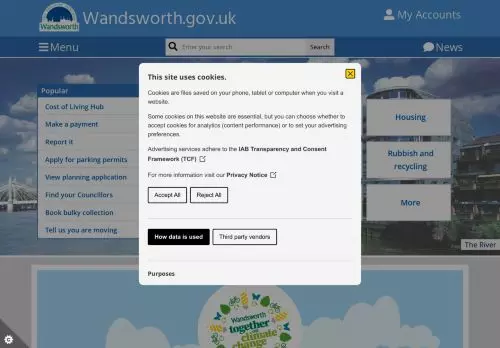 Wandsworth
Wandsworth.gov.uk
My Accounts
Menu
Enter your search
Search
News
Popular
Cost of Living Hub
Make a payment
Report it
Apply for parking permits
View planning application
Find your Councillors
Book bulky collection
Tell us you are moving
This site uses cookies.
Cookies are files saved on your phone, tablet or computer when you visit a
website.
Some cookies on this website are essential, but you can choose whether to
accept cookies for analytics (content performance) or to set your advertising
preferences.
Advertising services adhere to the IAB Transparency and Consent
Framework (TCF)
For more information visit our Privacy Notice
Accept All
Reject All
How data is used
Third party vendors
Purposes
Housing
Rubbish and
recycling
More
The River
Wandsworth
together
climate
change